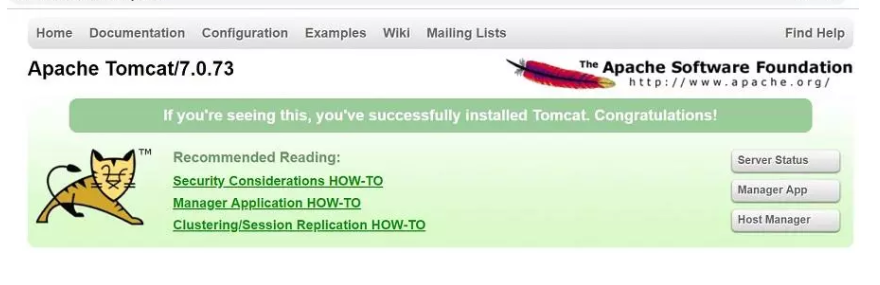 Home Documentation Configuration Examples Wiki Mailing Lists Find Help
Apache Tomcat/7.0.73
The Apache Software Foundation
http://www.apache.org/
If you're seeing this, you've successfully installed Tomcat. Congratulations!
TM
Recommended Reading:
Security Considerations HOW-TO
Manager Application HOW-TO
Clustering/Session Replication HOW-TO
Server Status
Manager App
Host Manager